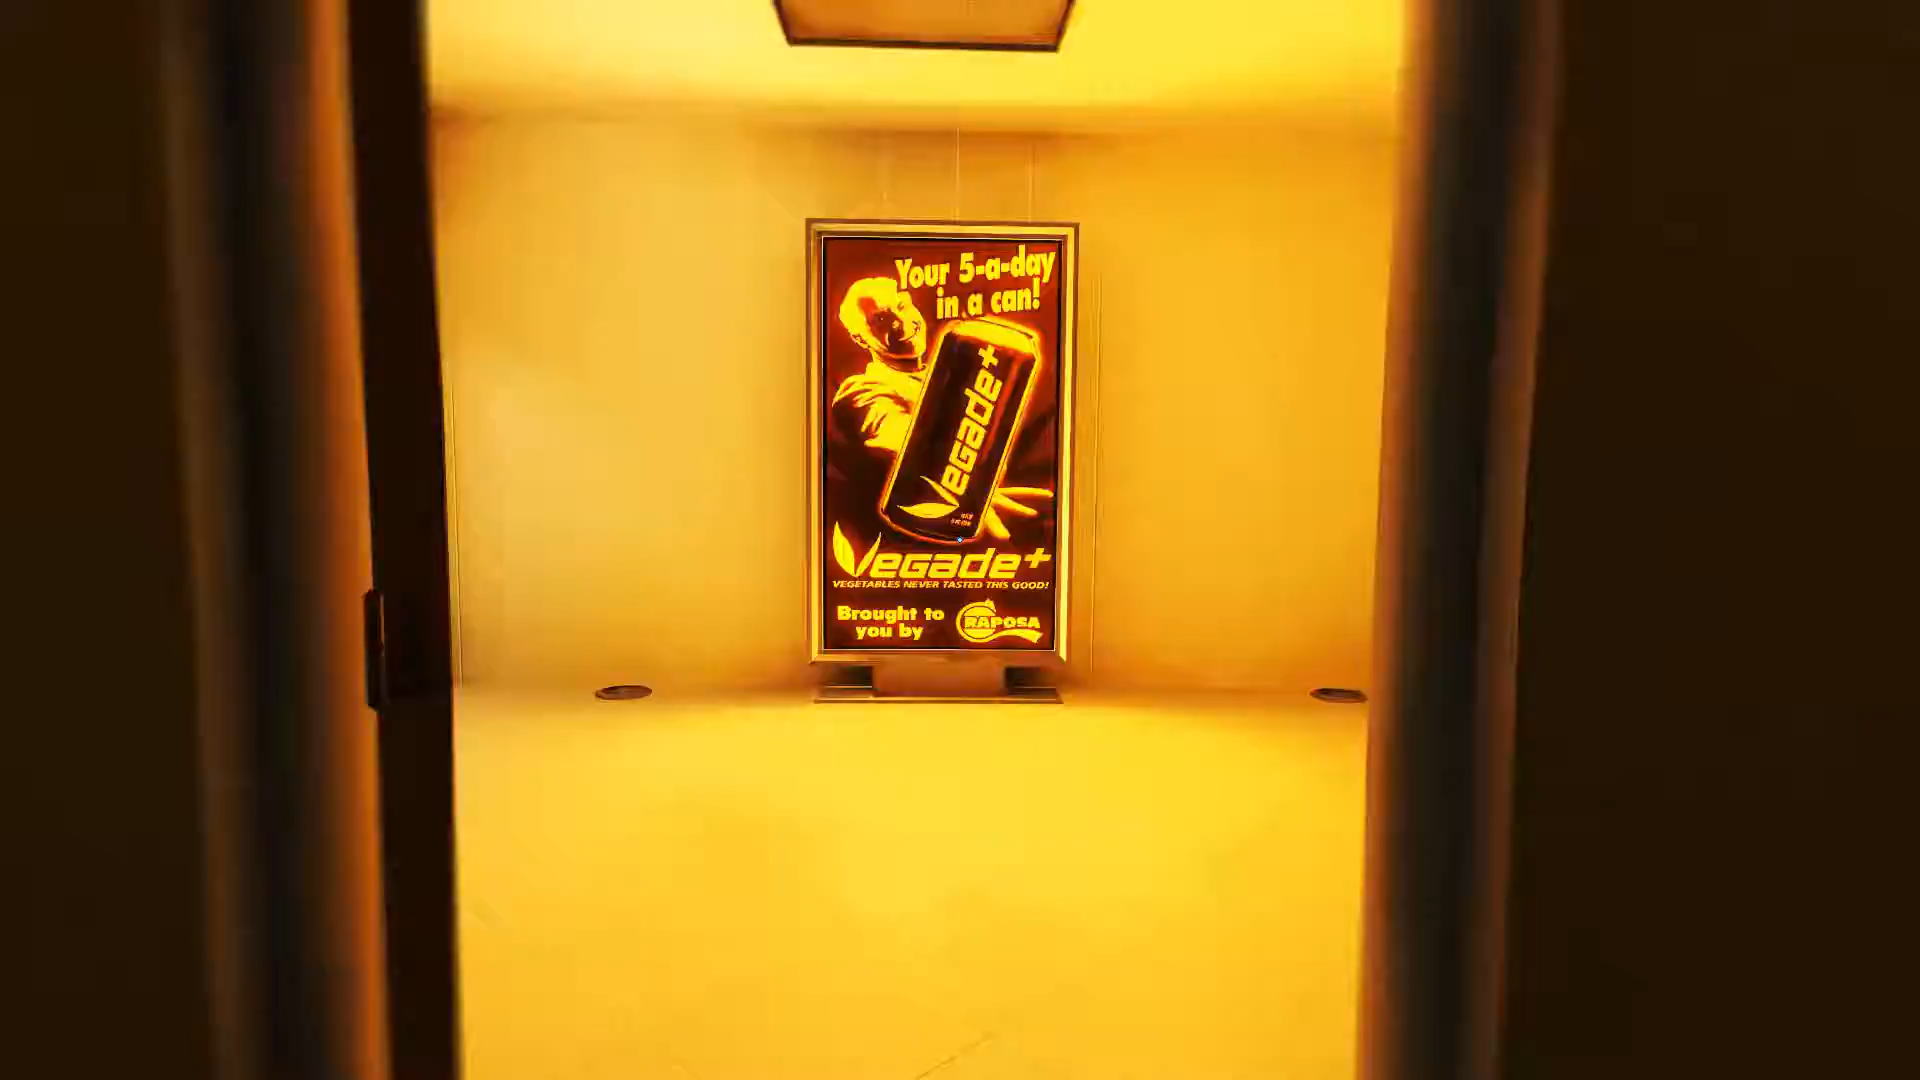 Your 5-a-day
in a can!
Vegade+
Vegade+
VEGETABLES NEVER TASTED THIS GOOD!
Brought to
you by
RAPOSA